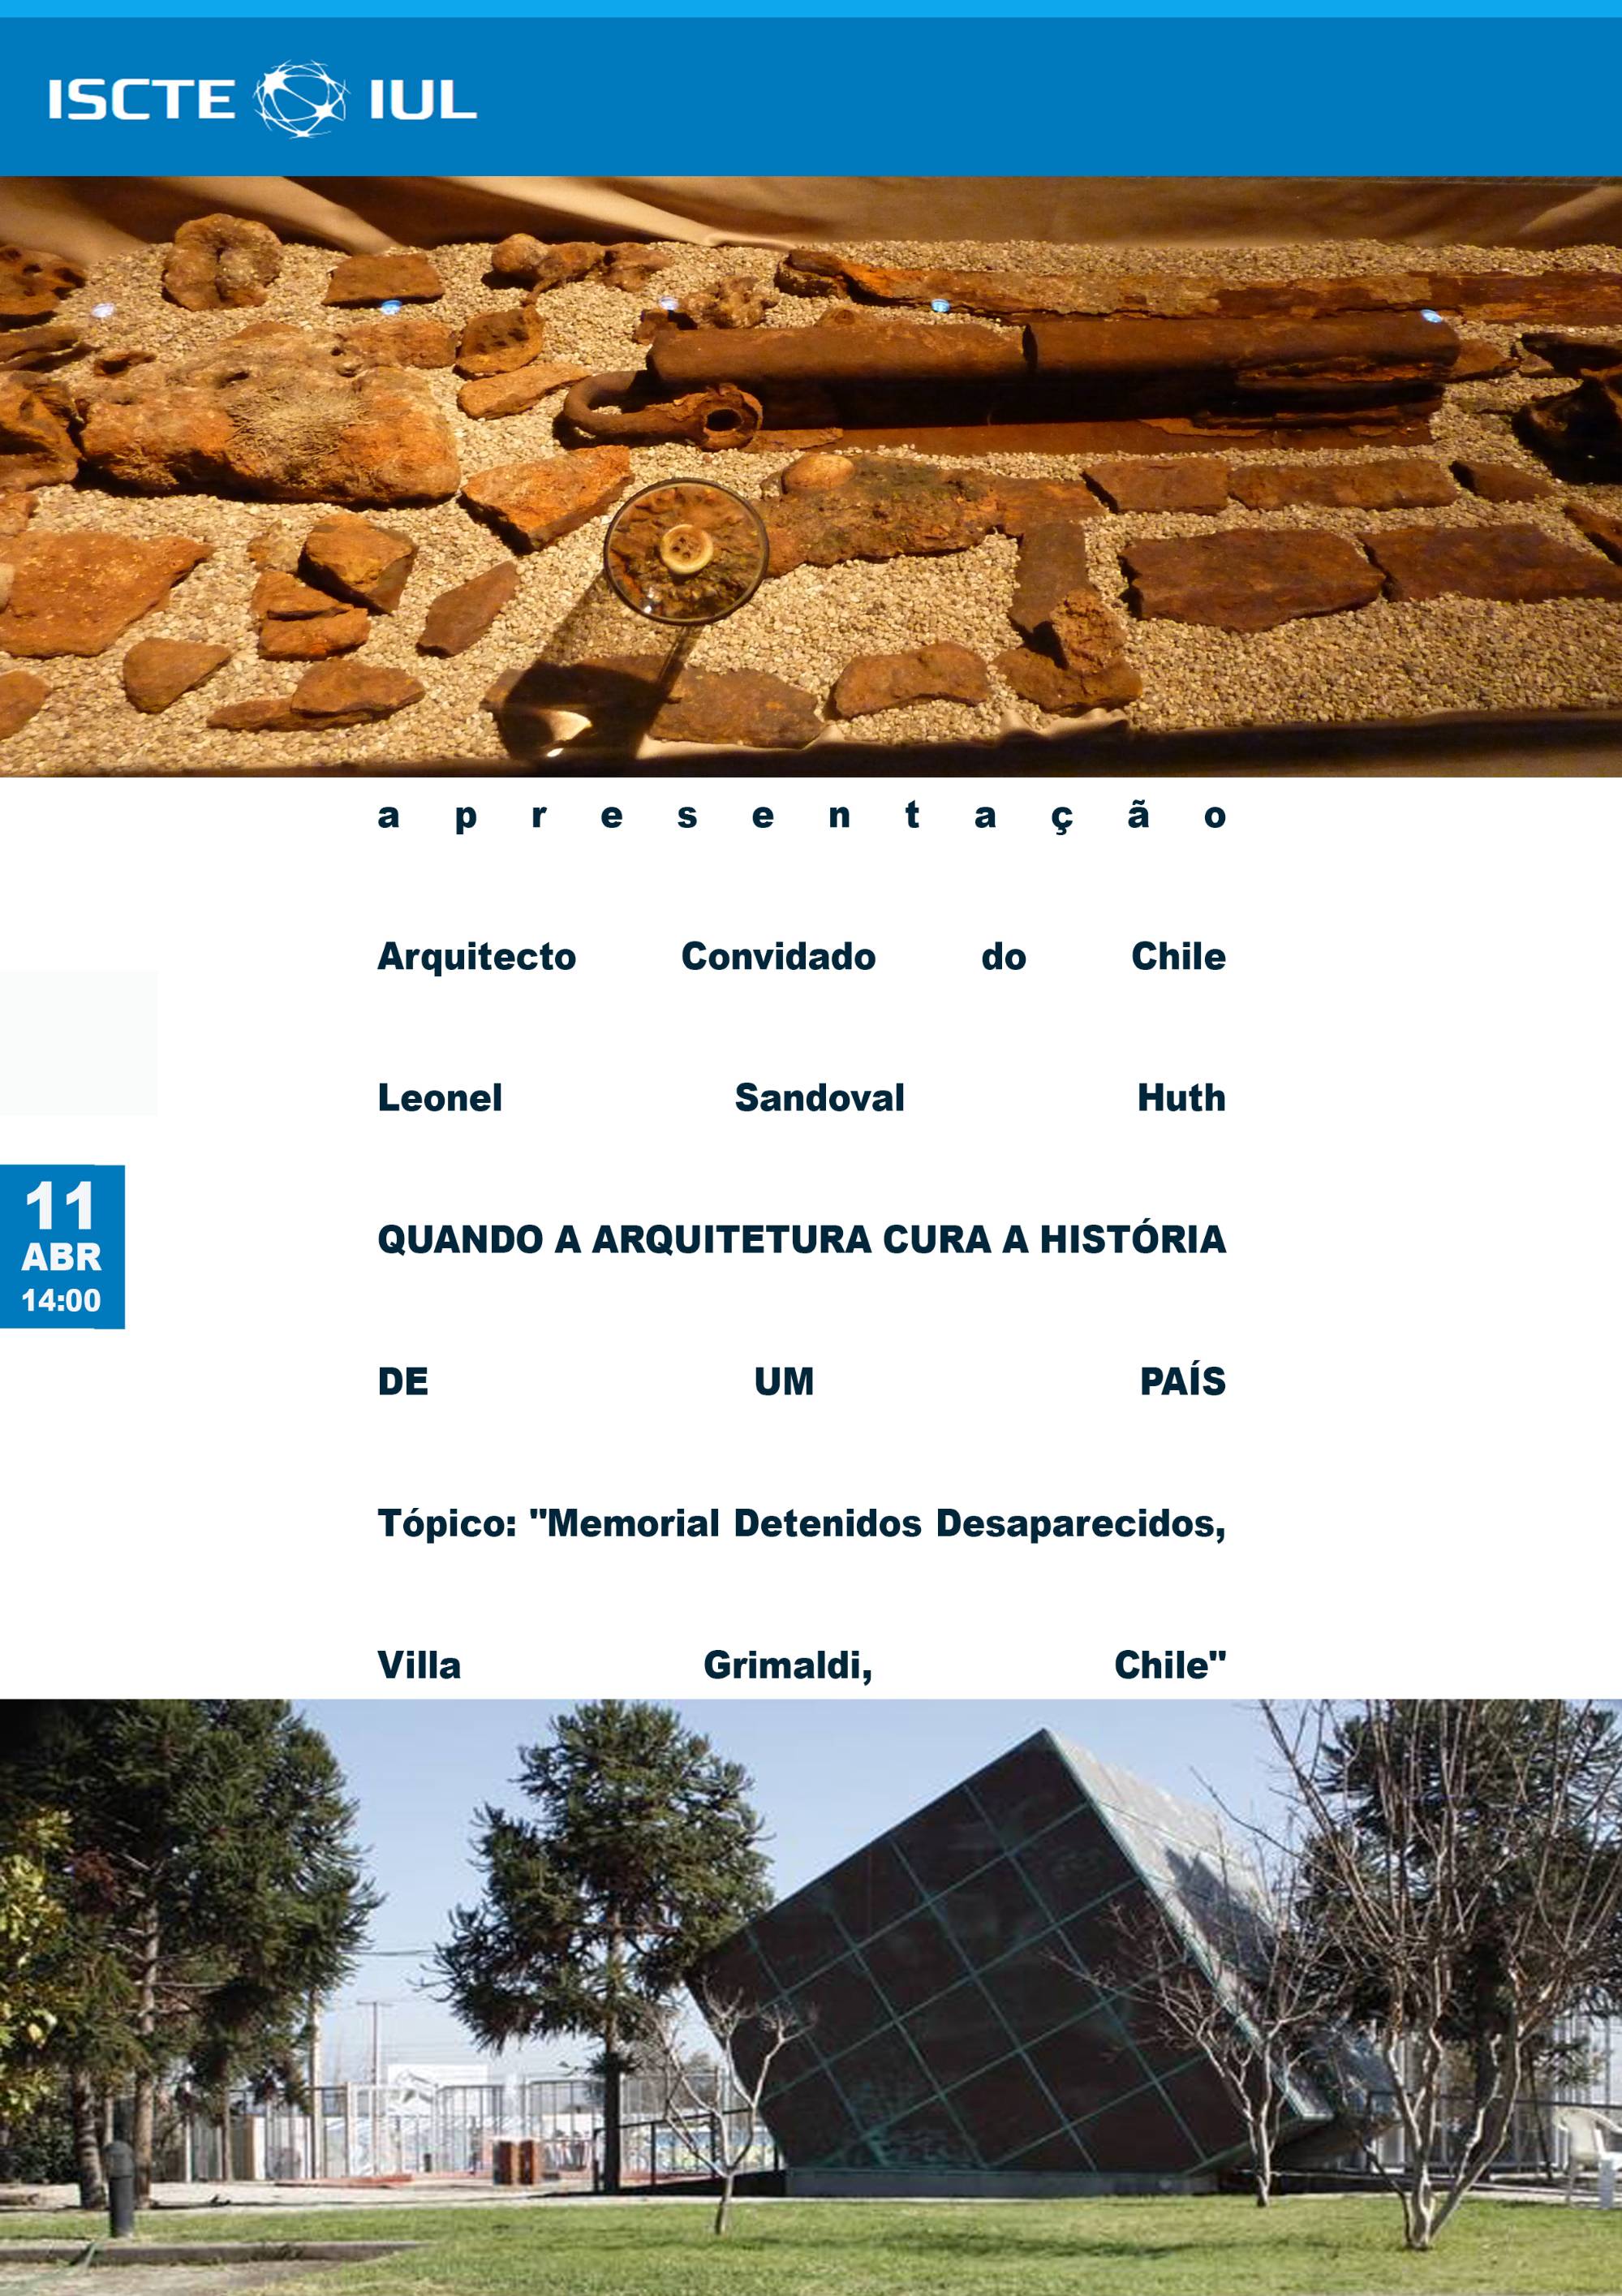 ISCTE IUL
apresentação
Arquitecto Convidado do Chile
Leonel Sandoval Huth
QUANDO A ARQUITETURA CURA A HISTÓRIA
DE UM PAÍS
Tópico: "Memorial Detenidos Desaparecidos,
Villa Grimaldi, Chile"
11
ABR
14:00